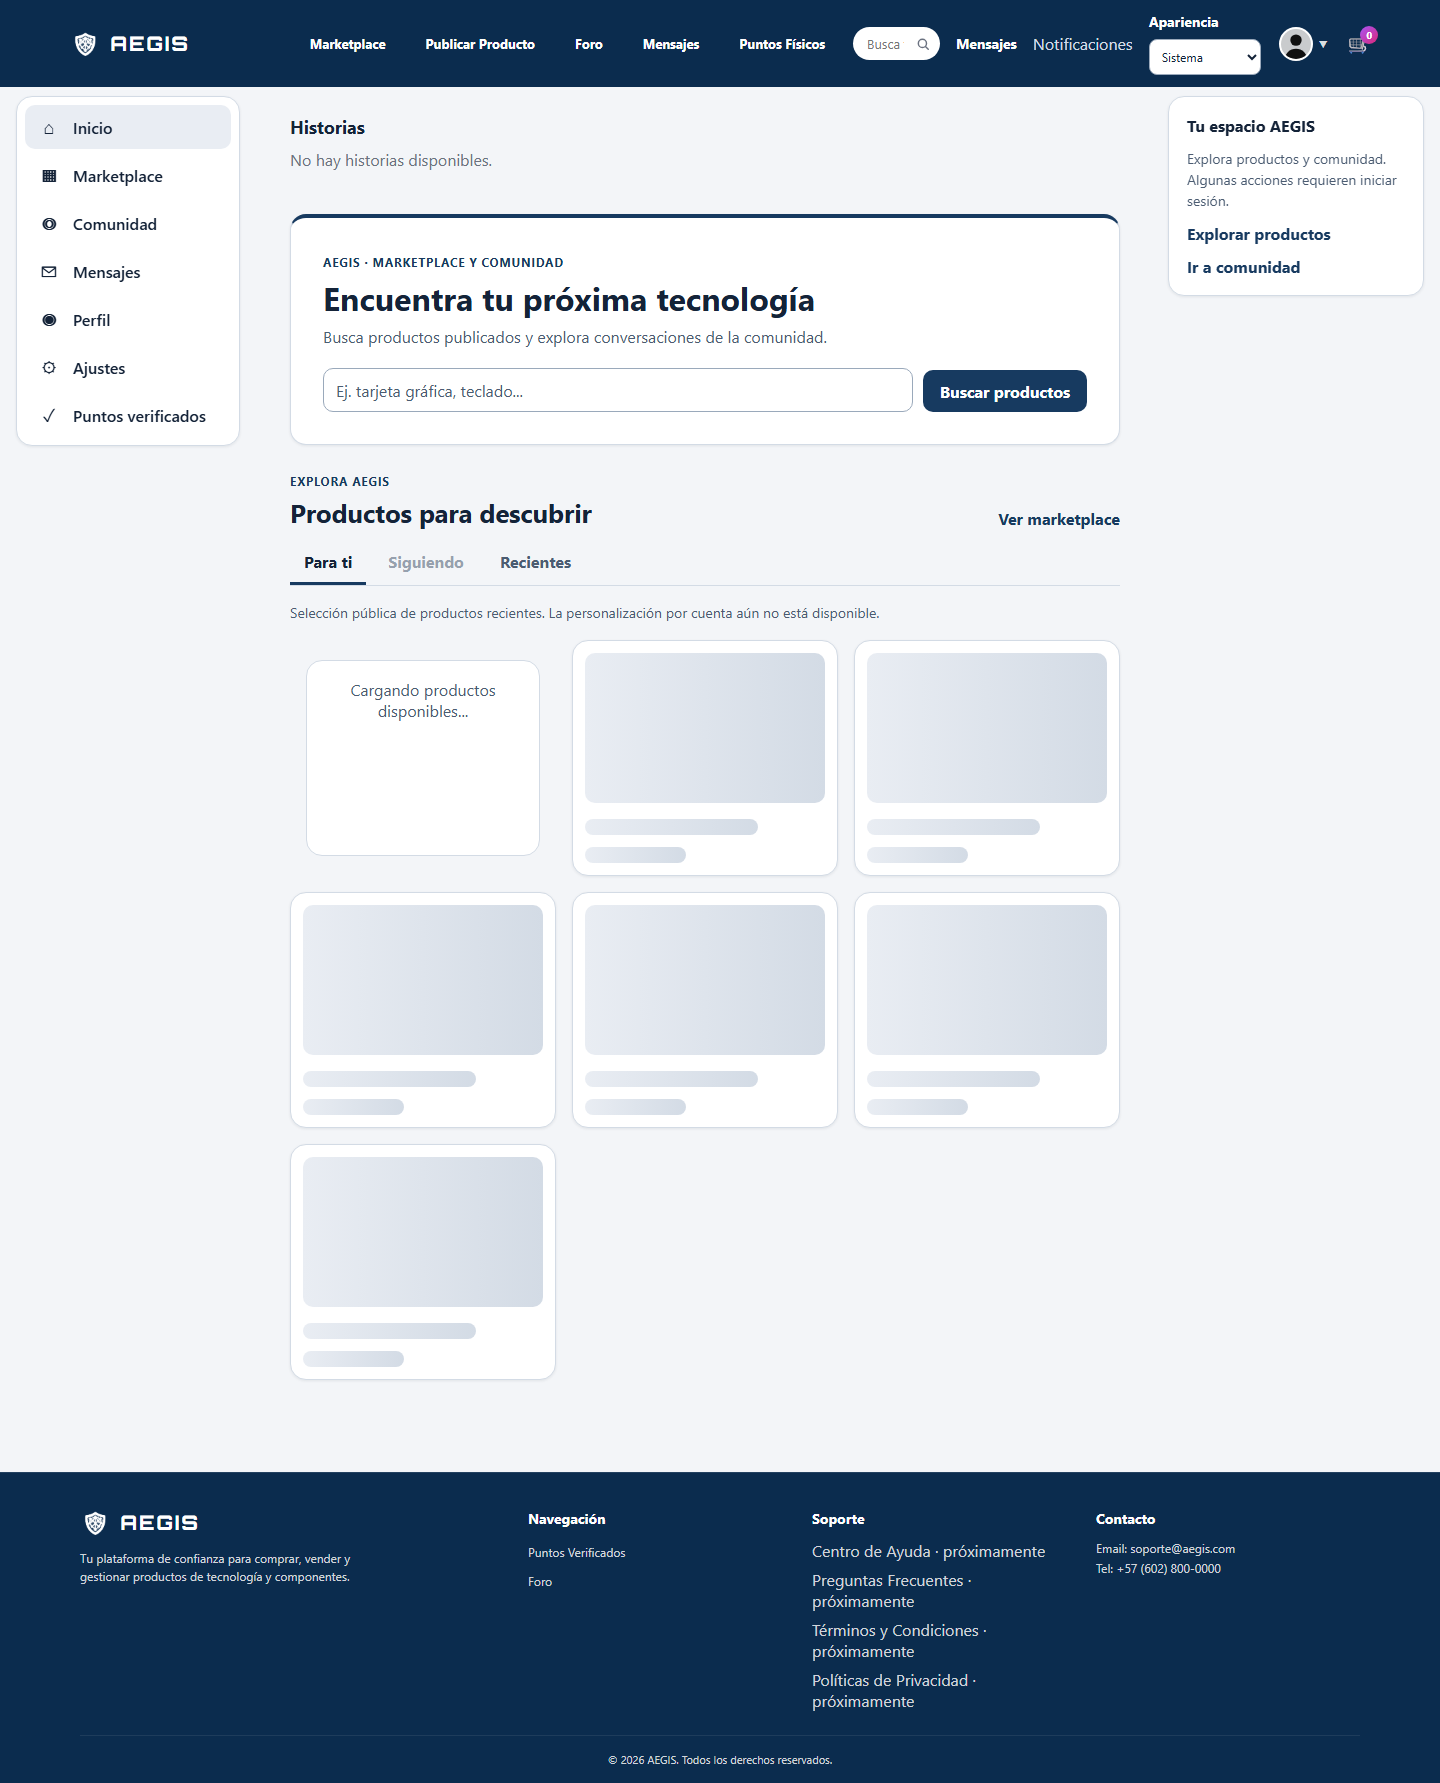 AEGIS
Marketplace
Publicar Producto
Foro
Mensajes
Puntos Físicos
Busca
Mensajes
Notificaciones
Apariencia
Sistema
0
Inicio
Marketplace
Comunidad
Mensajes
Perfil
Ajustes
Puntos verificados
Historias
No hay historias disponibles.
AEGIS · MARKETPLACE Y COMUNIDAD
Encuentra tu próxima tecnología
Busca productos publicados y explora conversaciones de la comunidad.
Ej. tarjeta gráfica, teclado...
Buscar productos
Tu espacio AEGIS
Explora productos y comunidad.
Algunas acciones requieren iniciar
sesión.
Explorar productos
Ir a comunidad
EXPLORA AEGIS
Productos para descubrir
Ver marketplace
Para ti
Siguiendo
Recientes
Selección pública de productos recientes. La personalización por cuenta aún no está disponible.
Cargando productos
disponibles...
AEGIS
Tu plataforma de confianza para comprar, vender y
gestionar productos de tecnología y componentes.
Navegación
Puntos Verificados
Foro
Soporte
Centro de Ayuda · próximamente
Preguntas Frecuentes ·
próximamente
Términos y Condiciones ·
próximamente
Políticas de Privacidad ·
próximamente
Contacto
Email: soporte@aegis.com
Tel: +57 (602) 800-0000
© 2026 AEGIS. Todos los derechos reservados.